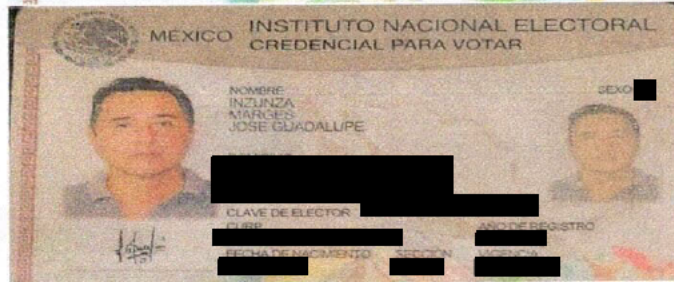 MÉXICO INSTITUTO NACIONAL ELECTORAL
CREDENCIAL PARA VOTAR
NOMBRE
SEXO
INZUNZA
MARGES
JOSE GUADALUPE
CLAVE DE ELECTOR
CURP
AÑO DE REGISTRO
FECHA DE NACIMIENTO SECCIÓN VIGENCIA